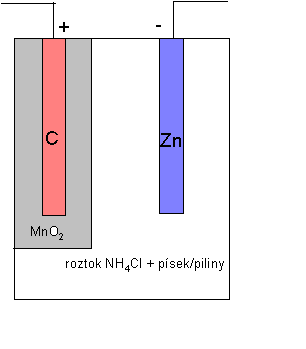 + -
C Zn
MnO₂
roztok NH₄Cl + písek/piliny